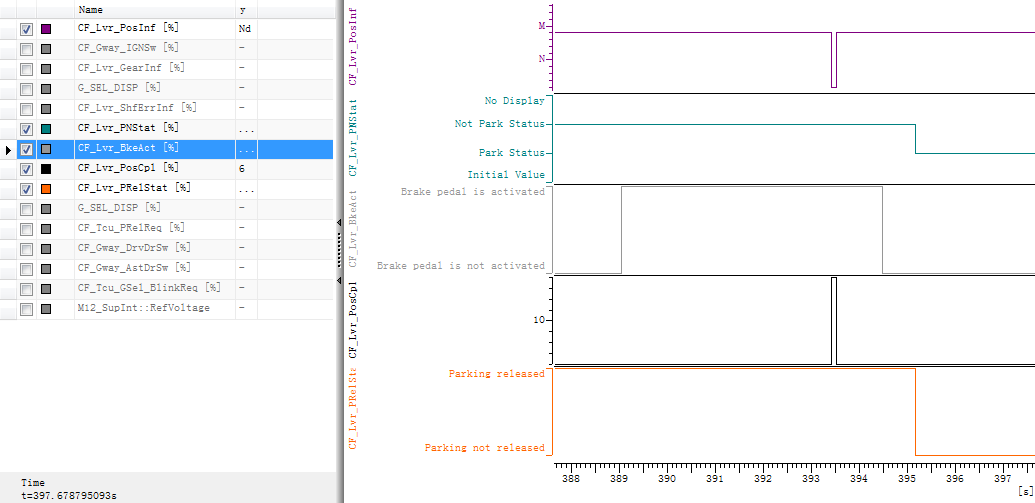 Name y
CF_Lvr_PosInf [%] Nd
CF_Gway_IGNSw [%] -
CF_Lvr_GearInf [%] -
G_SEL_DISP [%] -
CF_Lvr_ShfErrInf [%] -
CF_Lvr_PNStat [%] ...
CF_Lvr_BkeAct [%] ...
CF_Lvr_PosCpl [%] 6
CF_Lvr_PRelStat [%] ...
G_SEL_DISP [%] -
CF_Tcu_PRelReq [%] -
CF_Gway_DrvDrSw [%] -
CF_Gway_AstDrSw [%] -
CF_Tcu_GSel_BlinkReq [%] -
M12_SupInt::RefVoltage -
Time
t=397.678795093s
CF_Lvr_PosInf
M
N
CF_Lvr_PNStat
No Display
Not Park Status
Park Status
Initial Value
CF_Lvr_BkeAct
Brake pedal is activated
Brake pedal is not activated
CF_Lvr_PosCpl
10
CF_Lvr_PRelSta
Parking released
Parking not released
388 389 390 391 392 393 394 395 396 397
[s]